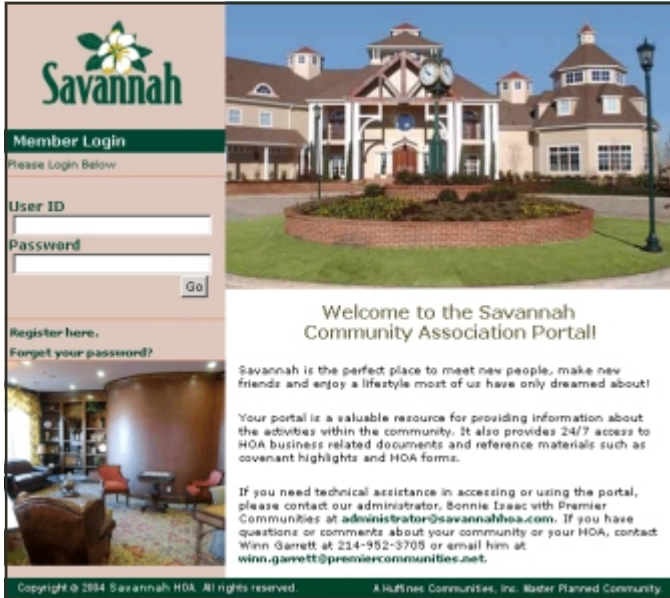 Savannah
Member Login
Please Login Below
User ID
Password
Go
Register here.
Forget your password?
Welcome to the Savannah
Community Association Portal!
Savannah is the perfect place to meet new people, make new
friends and enjoy a lifestyle most of us have only dreamed about!
Your portal is a valuable resource for providing information about
the activities within the community. It also provides 24/7 access to
HOA business related documents and reference materials such as
covenant highlights and HOA forms.
If you need technical assistance in accessing or using the portal,
please contact our administrator, Bonnie Isaac with Premier
Communities at administrator@savannahhoa.com. If you have
questions or comments about your community or your HOA, contact
Winn Garrett at 214-952-3705 or email him at
winn.garrett@premiercommunities.net.
Copyright @ 2004 Savannah HOA. All rights reserved.
A Huffines Communities, Inc. Master Planned Community.